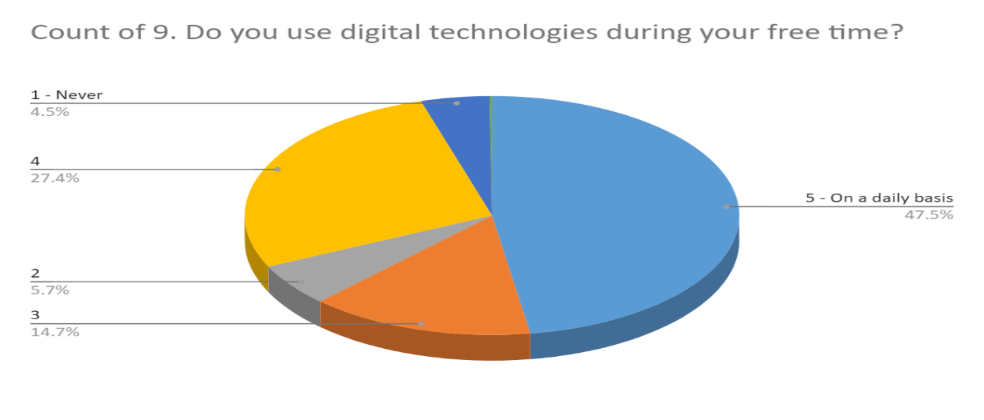 Count of 9. Do you use digital technologies during your free time?
1 - Never
4.5%
4
27.4%
5 - On a daily basis
47.5%
2
5.7%
3
14.7%